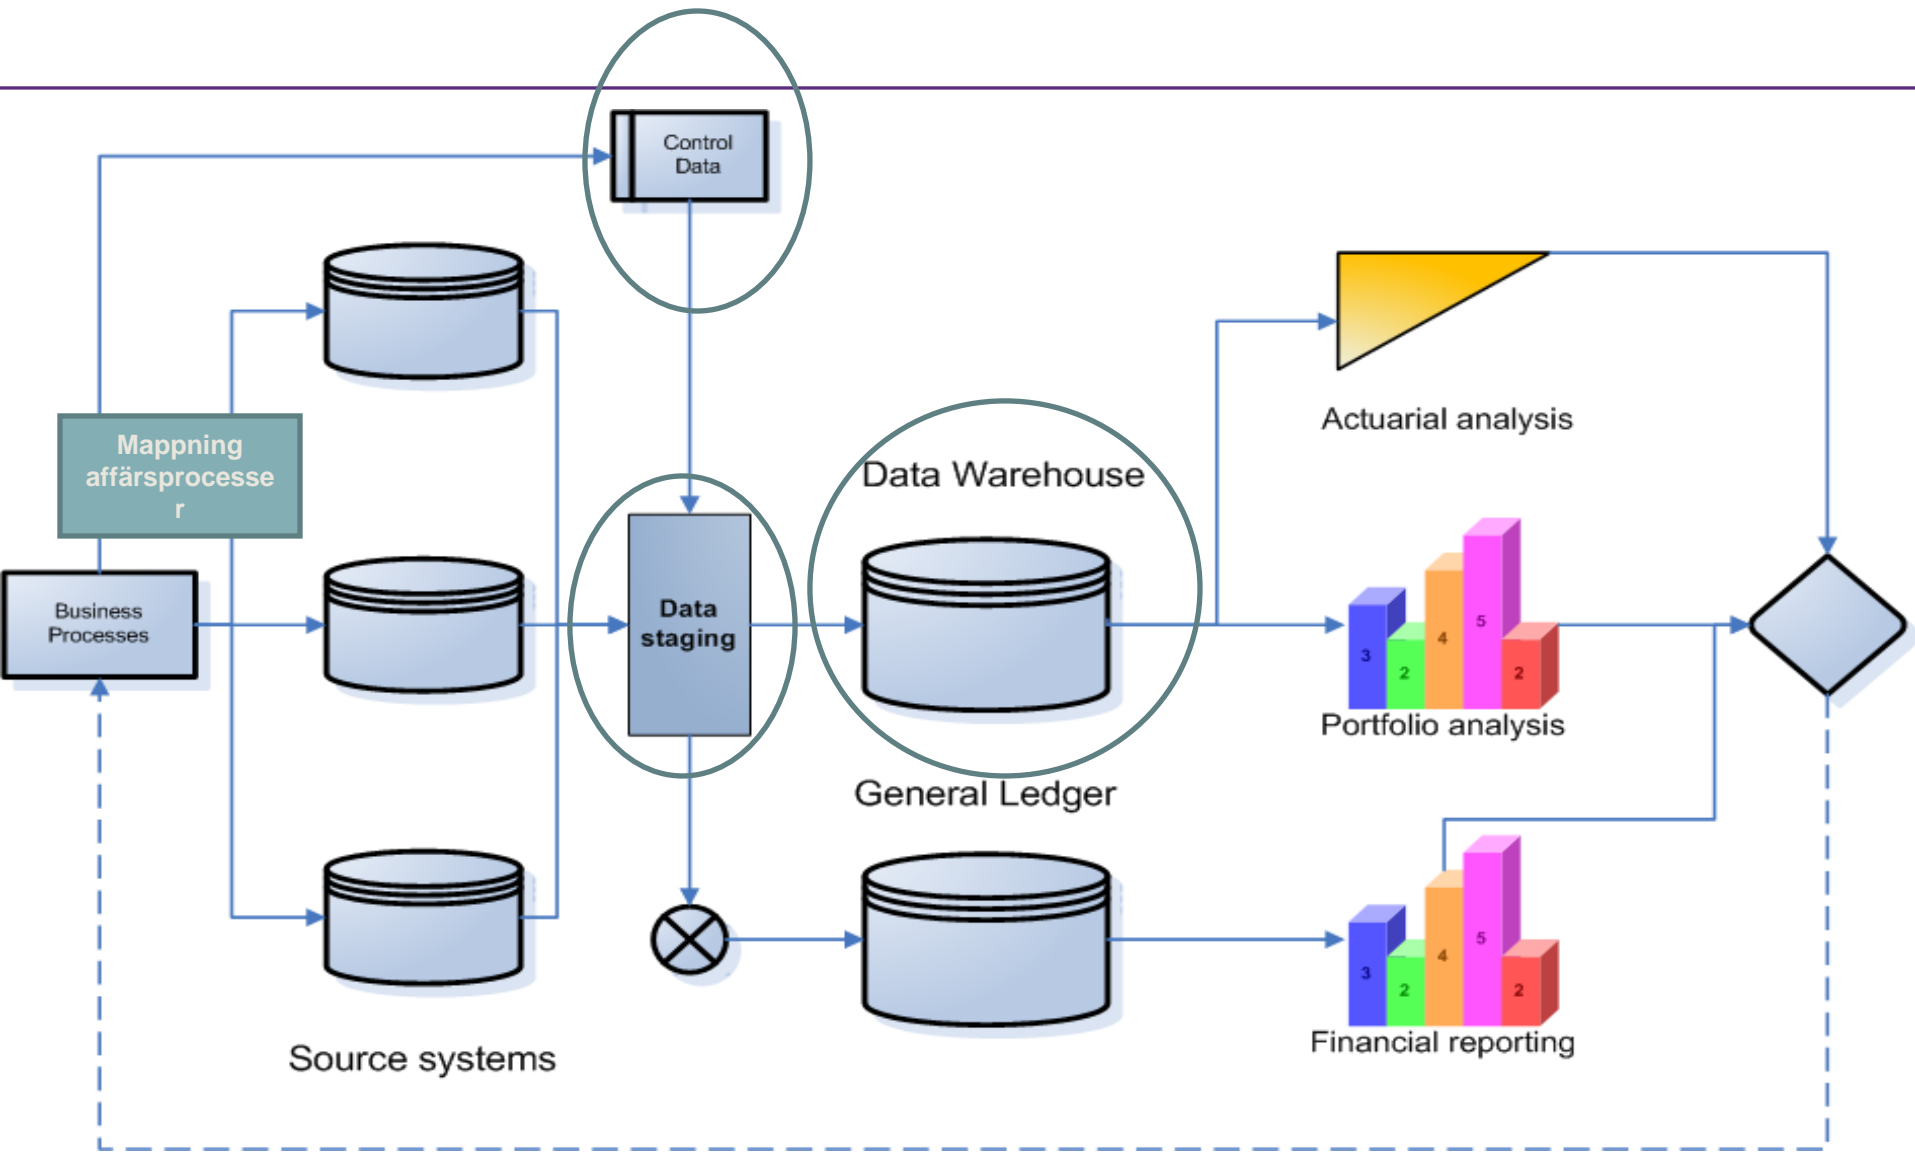 Control
Data
Mappning
affärsprocesse
r
Business
Processes
Source systems
Data
staging
Data Warehouse
General Ledger
Actuarial analysis
3
2
4
5
2
Portfolio analysis
3
2
4
5
2
Financial reporting